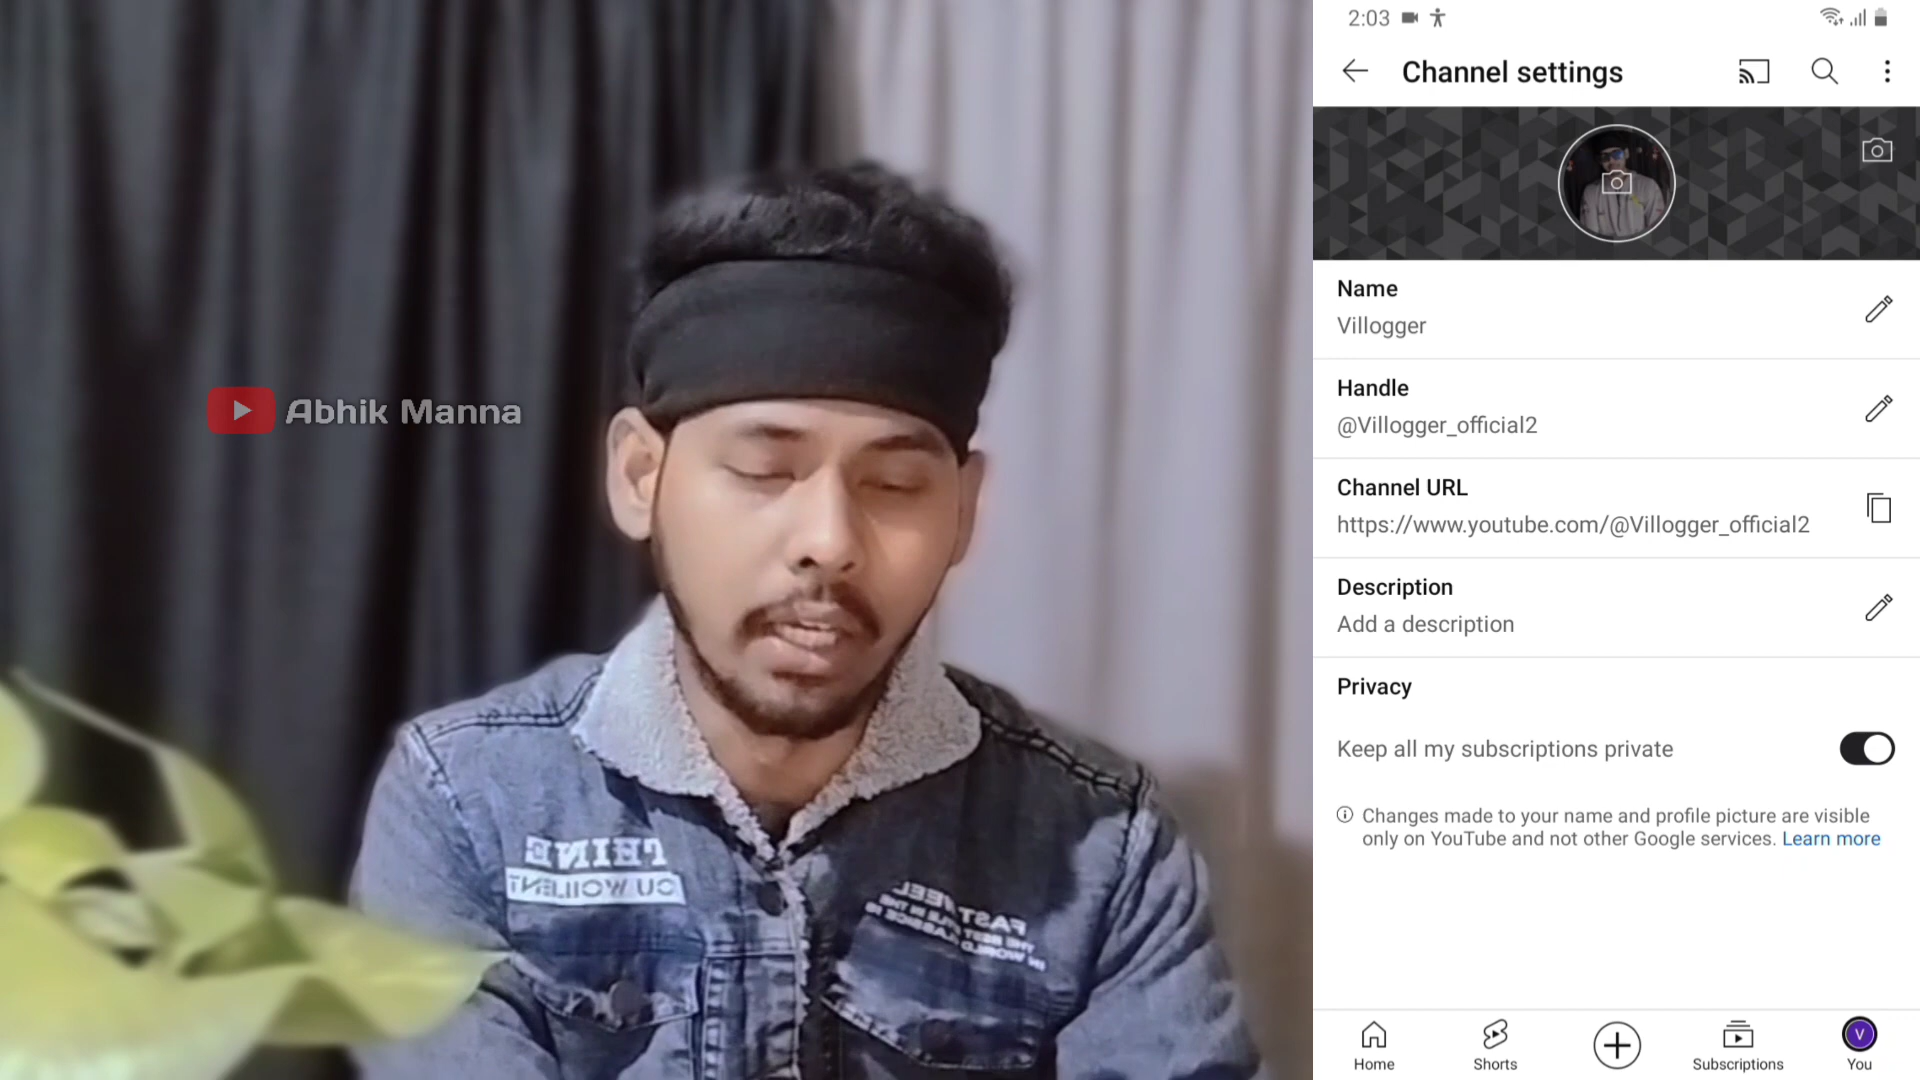 Abhik Manna
THINE
2:03
Channel settings
Name
Villogger
Handle
@Villogger_official2
Channel URL
https://www.youtube.com/@Villogger_official2
Description
Add a description
Privacy
Keep all my subscriptions private
Changes made to your name and profile picture are visible
only on YouTube and not other Google services. Learn more
Home
Shorts
Subscriptions
V
You